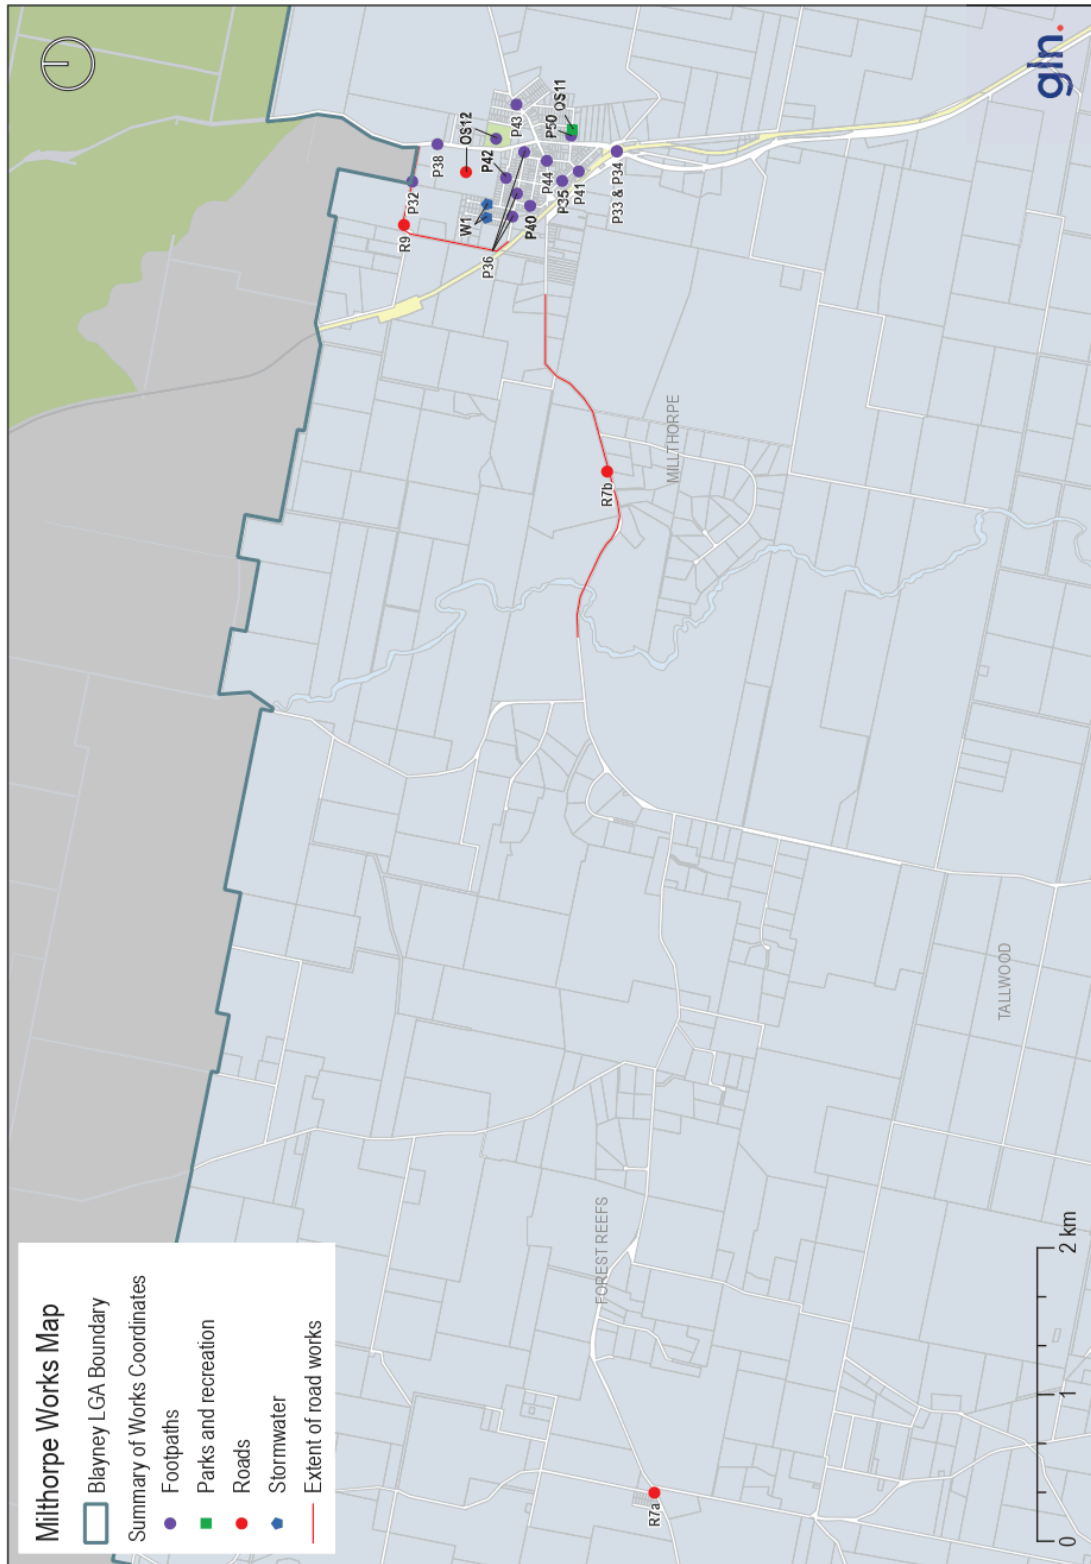 Milthorpe Works Map
Blayney LGA Boundary
Summary of Works Coordinates
Footpaths
Parks and recreation
Roads
Stormwater
Extent of road works
R7a
FOREST REEFS
TALLWOOD
R7b
MILLTHORPE
R9
P32
P38
OS12
P42
P43
W1
P36
P40
P44
P35
P41
P50
OS11
P33 & P34
0
1
2 km
gln.